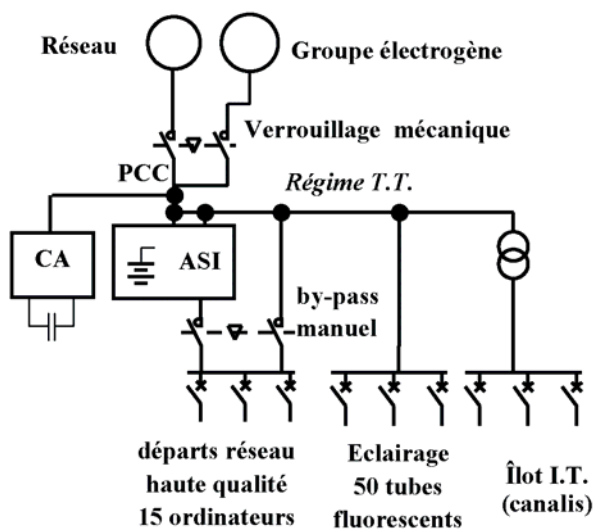 Réseau
Groupe électrogène
Verrouillage mécanique
PCC
Régime T.T.
CA
ASI
by-pass
manuel
départs réseau
haute qualité
15 ordinateurs
Eclairage
50 tubes
fluorescents
Îlot I.T.
(canalis)